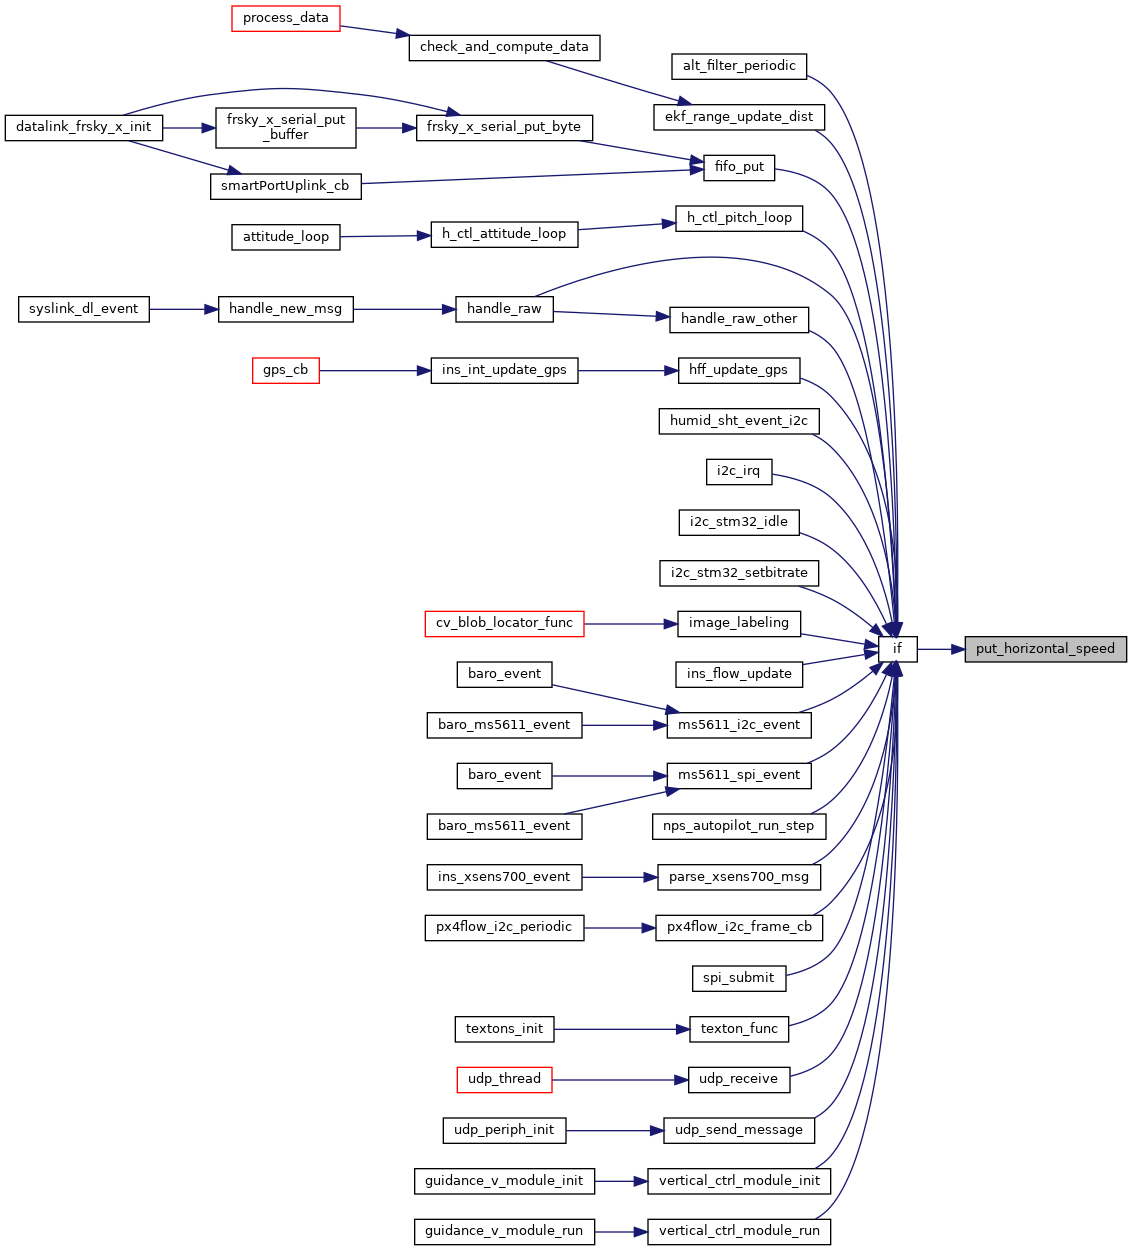 process_data
check_and_compute_data
alt_filter_periodic
ekf_range_update_dist
datalink_frsky_x_init
frsky_x_serial_put
_buffer
frsky_x_serial_put_byte
fifo_put
smartPortUplink_cb
h_ctl_pitch_loop
attitude_loop
h_ctl_attitude_loop
syslink_dl_event
handle_new_msg
handle_raw
handle_raw_other
gps_cb
ins_int_update_gps
hff_update_gps
humid_sht_event_i2c
i2c_irq
i2c_stm32_idle
i2c_stm32_setbitrate
cv_blob_locator_func
image_labeling
if
put_horizontal_speed
baro_event
ins_flow_update
baro_ms5611_event
ms5611_i2c_event
baro_event
ms5611_spi_event
baro_ms5611_event
nps_autopilot_run_step
ins_xsens700_event
parse_xsens700_msg
px4flow_i2c_periodic
px4flow_i2c_frame_cb
spi_submit
textons_init
texton_func
udp_thread
udp_receive
udp_periph_init
udp_send_message
guidance_v_module_init
vertical_ctrl_module_init
guidance_v_module_run
vertical_ctrl_module_run